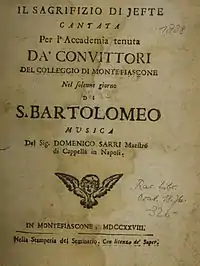 IL SAGRIFIZIO DI JEFTE
CANTATA
Per l'Accademia tenuta
DA' CONVITTORI
DEL COLLEGGIO DI MONTEFIASCONE
Nel solenne giorno
DI
S. BARTOLOMEO
MUSICA
Del Sig. DOMENICO SARRI Maestro
di Cappella in Napoli.
IN MONTEFIASCONE, MDCCXXVIII.
Nella Stamperia del Seminario. Con licenza de' Super.